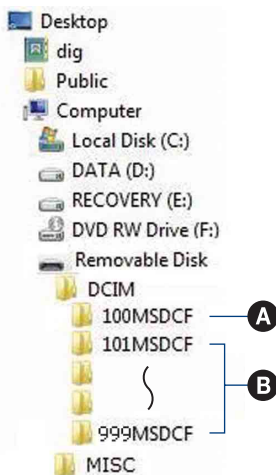 Desktop
dig
Public
Computer
Local Disk (C:)
DATA (D:)
RECOVERY (E:)
DVD RW Drive (F:)
Removable Disk
DCIM
100MSDCF A
101MSDCF
B
999MSDCF
MISC